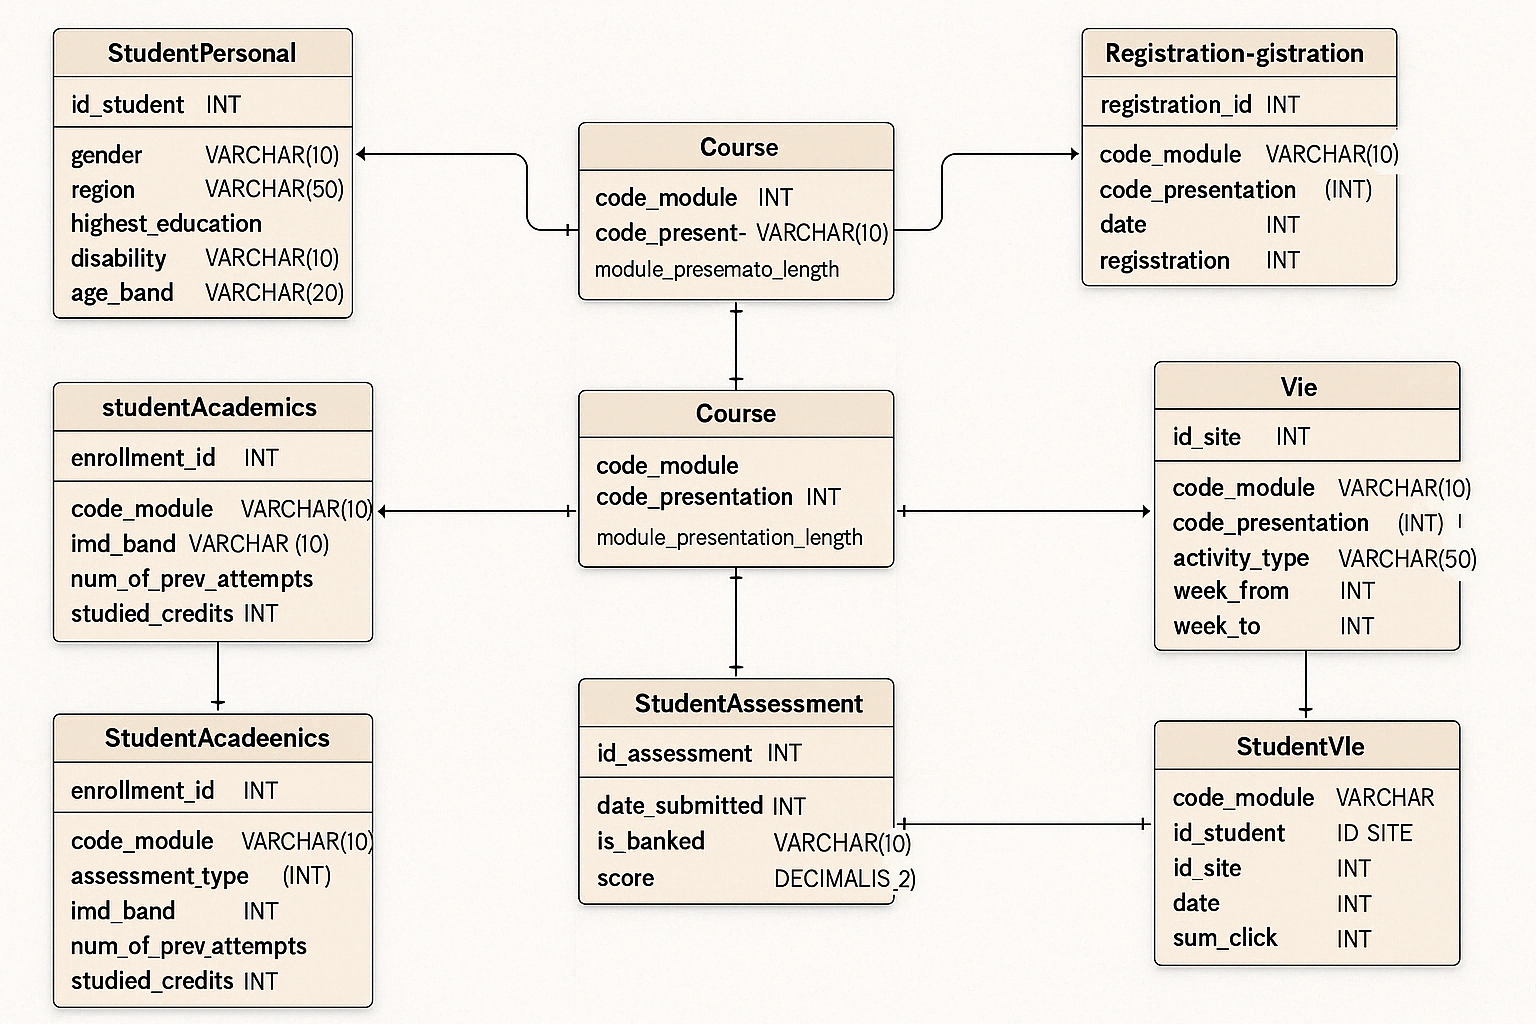 StudentPersonal
id_student INT
gender VARCHAR(10)
region VARCHAR(50)
highest_education
disability VARCHAR(10)
age_band VARCHAR(20)
Course
code_module INT
code_present- VARCHAR(10)
module_presemato_length
Registration-gistration
registration_id INT
code_module VARCHAR(10)
code_presentation (INT)
date INT
regisstration INT
studentAcademics
enrollment_id INT
code_module VARCHAR(10)
imd_band VARCHAR (10)
num_of_prev_attempts
studied_credits INT
Course
code_module
code_presentation INT
module_presentation_length
Vie
id_site INT
code_module VARCHAR(10)
code_presentation (INT)
activity_type VARCHAR(50)
week_from INT
week_to INT
StudentAcadeenics
enrollment_id INT
code_module VARCHAR(10)
assessment_type (INT)
imd_band INT
num_of_prev_attempts
studied_credits INT
StudentAssessment
id_assessment INT
date_submitted INT
is_banked VARCHAR(10)
score DECIMALIS_2)
StudentVle
code_module VARCHAR
id_student ID SITE
id_site INT
date INT
sum_click INT